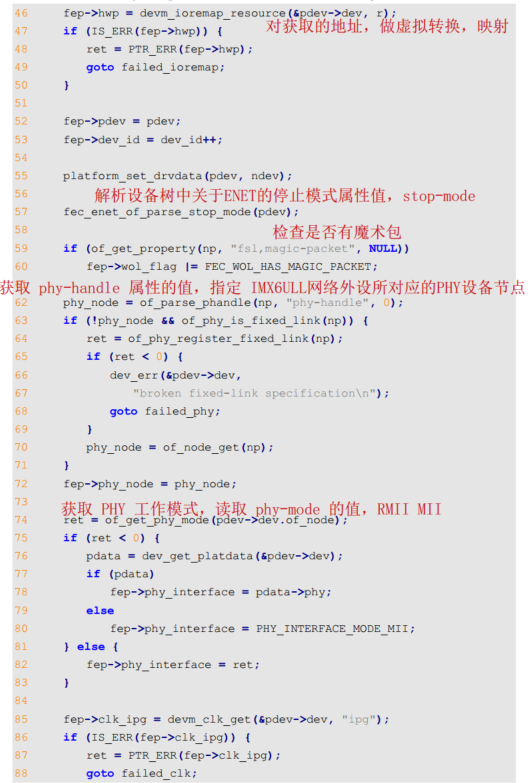 46 fep->hwp = devm_ioremap_resource(&pdev->dev, r);
对获取的地址，做虚拟转换，映射
47 if (IS_ERR(fep->hwp)) {
48 ret = PTR_ERR(fep->hwp);
49 goto failed_ioremap;
50 }
51
52 fep->pdev = pdev;
53 fep->dev_id = dev_id++;
54
55 platform_set_drvdata(pdev, ndev);
56 解析设备树中关于ENET的停止模式属性值，stop-mode
57 fec_enet_of_parse_stop_mode(pdev);
58 检查是否有魔术包
59 if (of_get_property(np, "fsl,magic-packet", NULL))
60 fep->wol_flag |= FEC_WOL_HAS_MAGIC_PACKET;
获取 phy-handle 属性的值，指定 IMX6ULL网络外设所对应的PHY设备节点
62 phy_node = of_parse_phandle(np, "phy-handle", 0);
63 if (!phy_node && of_phy_is_fixed_link(np)) {
64 ret = of_phy_register_fixed_link(np);
65 if (ret < 0) {
66 dev_err(&pdev->dev,
67 "broken fixed-link specification\n");
68 goto failed_phy;
69 }
70 phy_node = of_node_get(np);
71 }
72 fep->phy_node = phy_node;
73 获取 PHY 工作模式，读取 phy-mode 的值，RMII MII
74 ret = of_get_phy_mode(pdev->dev.of_node);
75 if (ret < 0) {
76 pdata = dev_get_platdata(&pdev->dev);
77 if (pdata)
78 fep->phy_interface = pdata->phy;
79 else
80 fep->phy_interface = PHY_INTERFACE_MODE_MII;
81 } else {
82 fep->phy_interface = ret;
83 }
84
85 fep->clk_ipg = devm_clk_get(&pdev->dev, "ipg");
86 if (IS_ERR(fep->clk_ipg)) {
87 ret = PTR_ERR(fep->clk_ipg);
88 goto failed_clk;